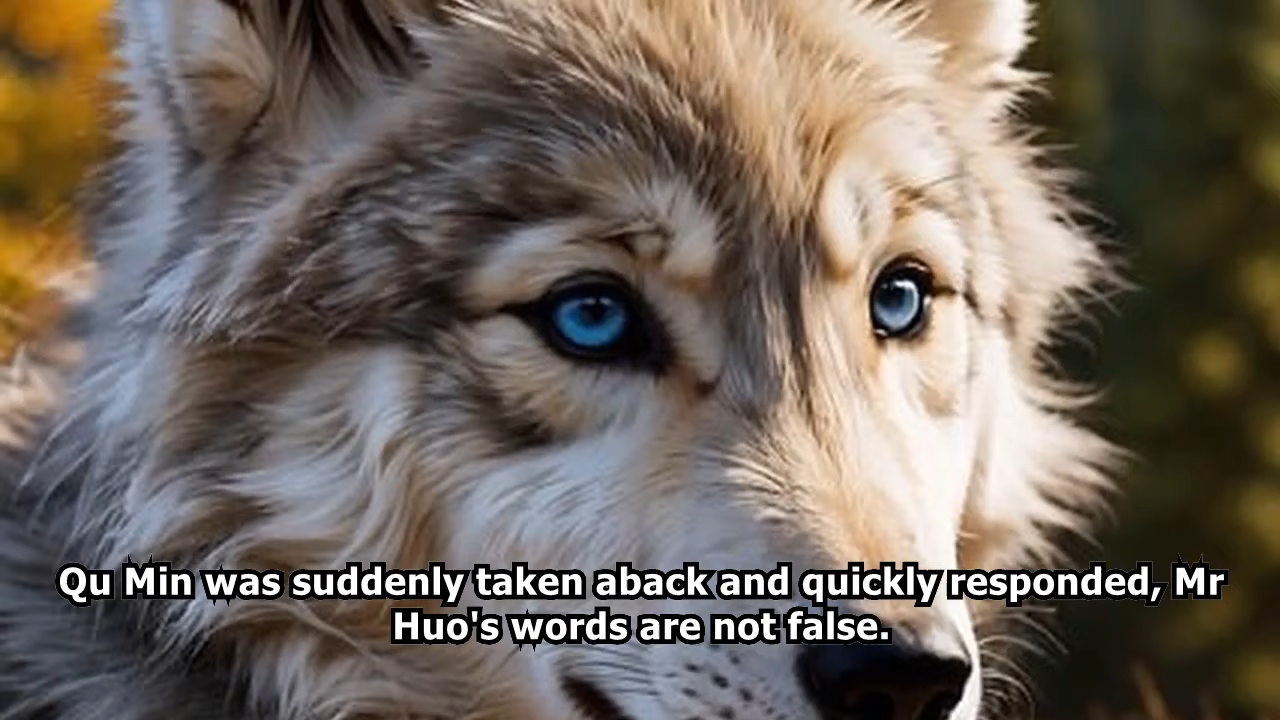 Qu Min was suddenly taken aback and quickly responded, Mr
Huo's words are not false.